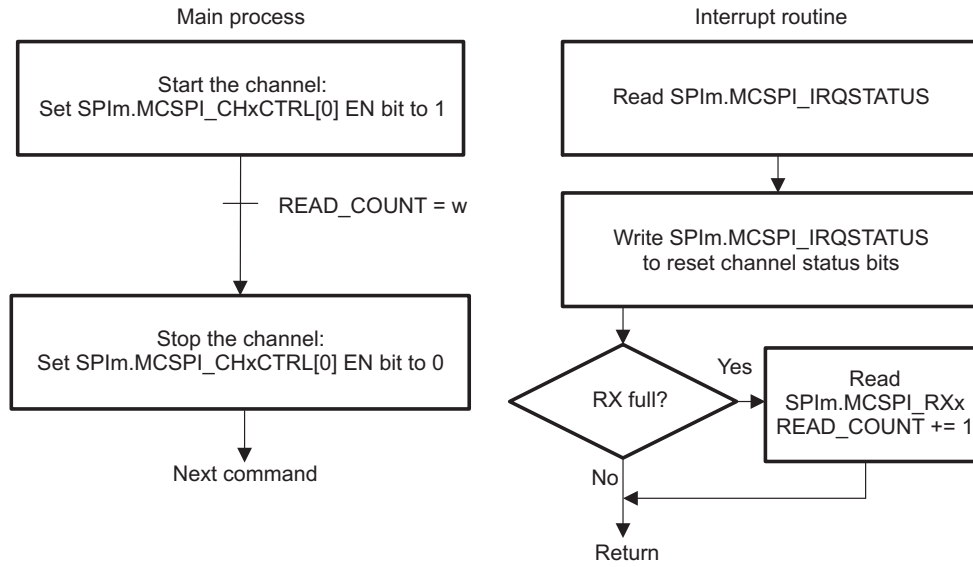 Main process
Start the channel:
Set SPIm.MCSPI_CHxCTRL[0] EN bit to 1
READ_COUNT = w
Stop the channel:
Set SPIm.MCSPI_CHxCTRL[0] EN bit to 0
Next command
Interrupt routine
Read SPIm.MCSPI_IRQSTATUS
Write SPIm.MCSPI_IRQSTATUS
to reset channel status bits
RX full?
Yes
Read
SPIm.MCSPI_RXx
READ_COUNT += 1
No
Return